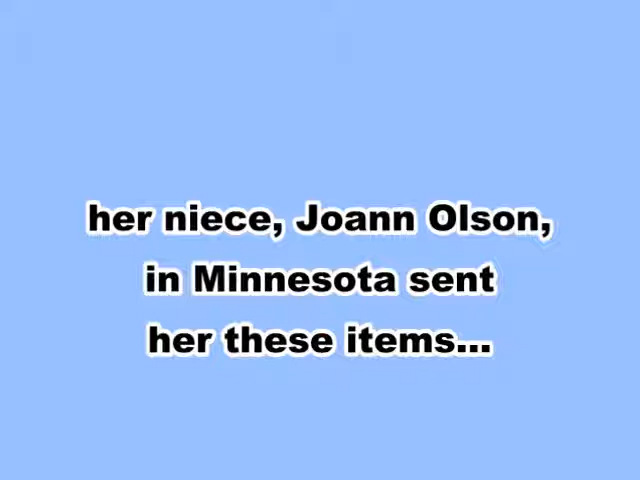 her niece, Joann Olson,
in Minnesota sent
her these items...